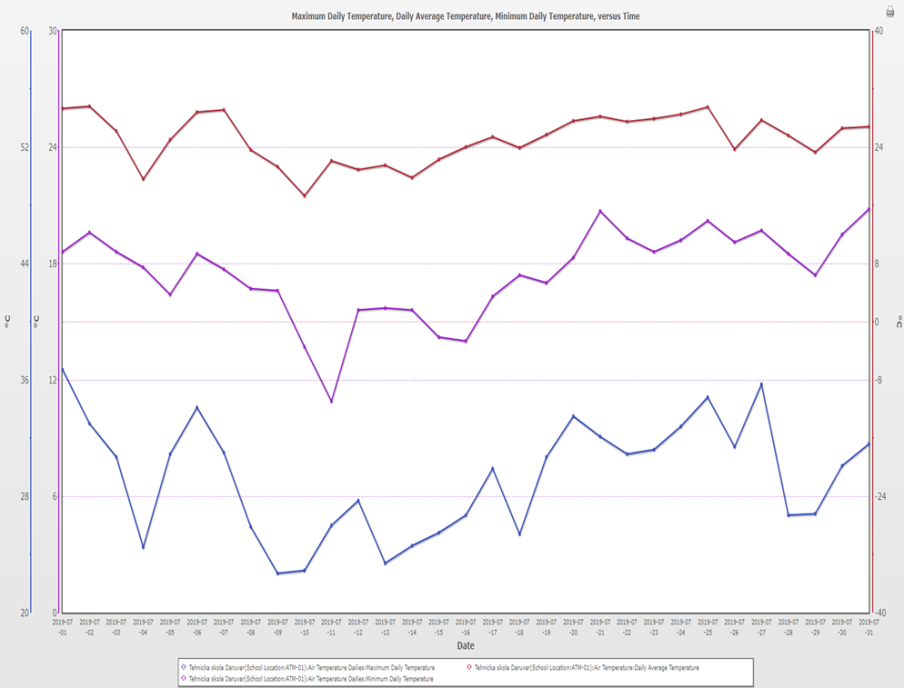 Maximum Daily Temperature, Daily Average Temperature, Minimum Daily Temperature, versus Time
60 30 40
52 24 24
44 18 8
°C °C 0 °C
36 12 -8
28 6 -24
20 0 -40
2019-07 2019-07 2019-07 2019-07 2019-07 2019-07 2019-07 2019-07 2019-07 2019-07 2019-07 2019-07 2019-07 2019-07 2019-07 2019-07 2019-07 2019-07 2019-07 2019-07 2019-07 2019-07 2019-07 2019-07 2019-07 2019-07 2019-07 2019-07 2019-07 2019-07 2019-07
-01 -02 -03 -04 -05 -06 -07 -08 -09 -10 -11 -12 -13 -14 -15 -16 -17 -18 -19 -20 -21 -22 -23 -24 -25 -26 -27 -28 -29 -30 -31
Date
Tehnicka skola Daruvar(School Location:ATM-01):Air Temperature Dailies:Maximum Daily Temperature Tehnicka skola Daruvar(School Location:ATM-01):Air Temperature Dailies:Daily Average Temperature
Tehnicka skola Daruvar(School Location:ATM-01):Air Temperature Dailies:Minimum Daily Temperature